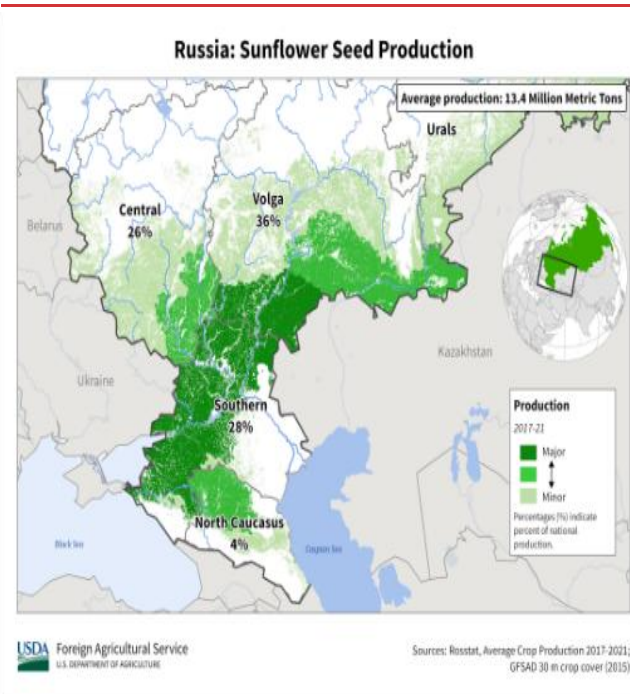 Russia: Sunflower Seed Production
Average production: 13.4 Million Metric Tons
Urals
Volga
36%
Central
26%
Belarus
Kazakhstan
Ukraine
Southern
28%
North Caucasus
4%
Black Sea
Caspian Sea
Production
2017-21
Major
Minor
Percentages (%) indicate
percent of national
production.
USDA Foreign Agricultural Service
U.S. DEPARTMENT OF AGRICULTURE
Sources: Rosstat, Average Crop Production 2017-2021;
GFSAD 30 m crop cover (2015)